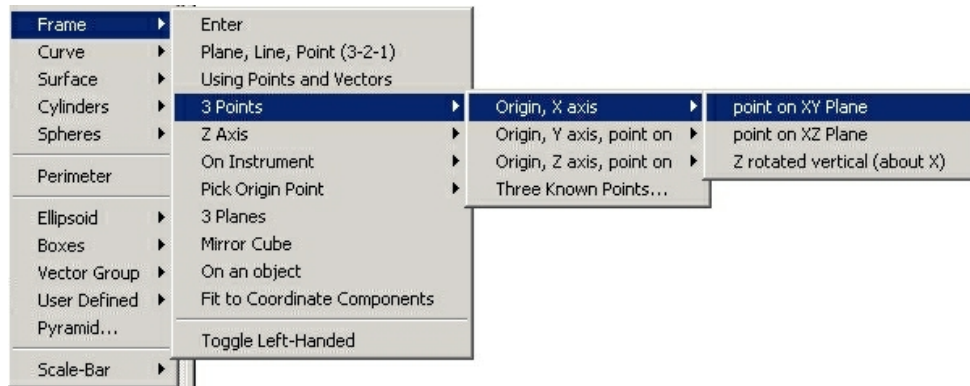 Frame
Curve
Surface
Cylinders
Spheres
Perimeter
Ellipsoid
Boxes
Vector Group
User Defined
Pyramid...
Scale-Bar
Enter
Plane, Line, Point (3-2-1)
Using Points and Vectors
3 Points
Z Axis
On Instrument
Pick Origin Point
3 Planes
Mirror Cube
On an object
Fit to Coordinate Components
Toggle Left-Handed
Origin, X axis
Origin, Y axis, point on
Origin, Z axis, point on
Three Known Points...
point on XY Plane
point on XZ Plane
Z rotated vertical (about X)